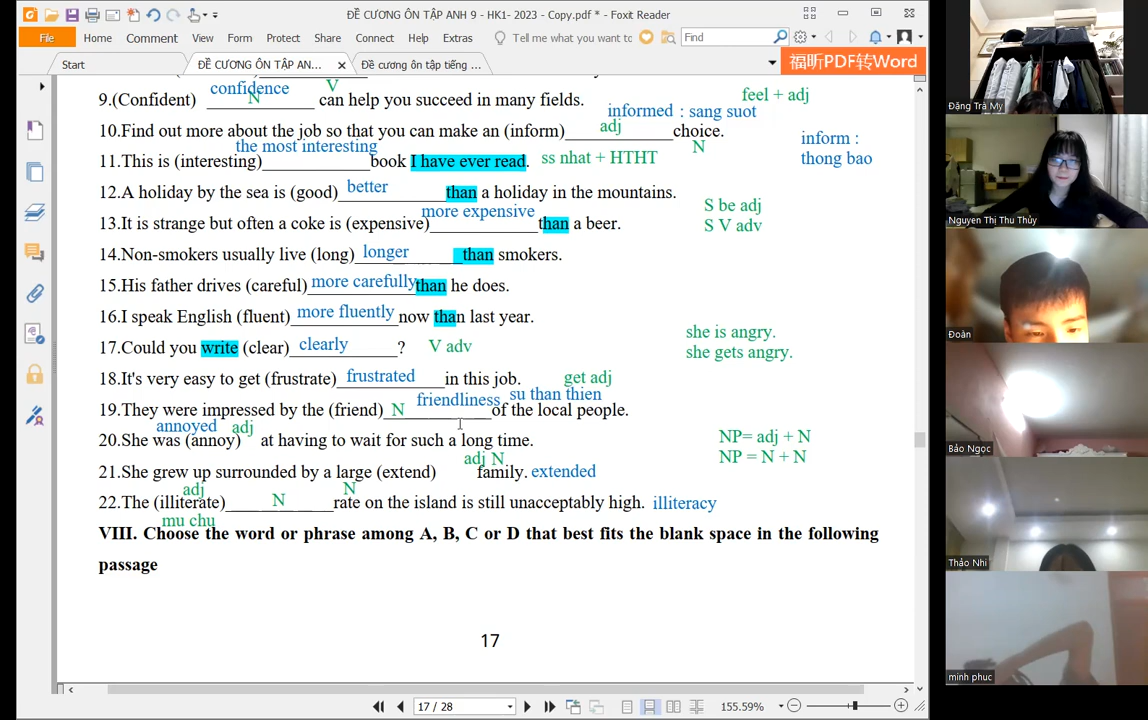 ĐỀ CƯƠNG ÔN TẬP ANH 9 - HK1- 2023 - Copy.pdf * - Foxit Reader
File Home Comment View Form Protect Share Connect Help Extras Tell me what you want to Find
Start ĐỀ CƯƠNG ÔN TẬP AN... Đề cương ôn tập tiếng ... 福昕PDF转Word
confidence V
9.(Confident) N can help you succeed in many fields. feel + adj
informed : sang suot
10.Find out more about the job so that you can make an (inform) adj choice. inform :
the most interesting N
11.This is (interesting) book I have ever read. ss nhat + HTHT thong bao
12.A holiday by the sea is (good) better than a holiday in the mountains.
S be adj
13.It is strange but often a coke is (expensive) more expensive than a beer. S V adv
14.Non-smokers usually live (long) longer than smokers.
15.His father drives (careful) more carefully than he does.
16.I speak English (fluent) more fluently now than last year.
she is angry.
17.Could you write (clear) clearly ? V adv she gets angry.
18.It's very easy to get (frustrate) frustrated in this job. get adj
friendliness su than thien
19.They were impressed by the (friend) N of the local people.
annoyed adj
20.She was (annoy) at having to wait for such a long time. NP= adj + N
adj N NP = N + N
21.She grew up surrounded by a large (extend) family. extended
adj N N
22.The (illiterate) rate on the island is still unacceptably high. illiteracy
mu chu
VIII. Choose the word or phrase among A, B, C or D that best fits the blank space in the following
passage
17
17 / 28 155.59%
Đặng Trà My
Nguyen Thi Thu Thủy
Đoàn
Bảo Ngọc
Thảo Nhi
minh phuc